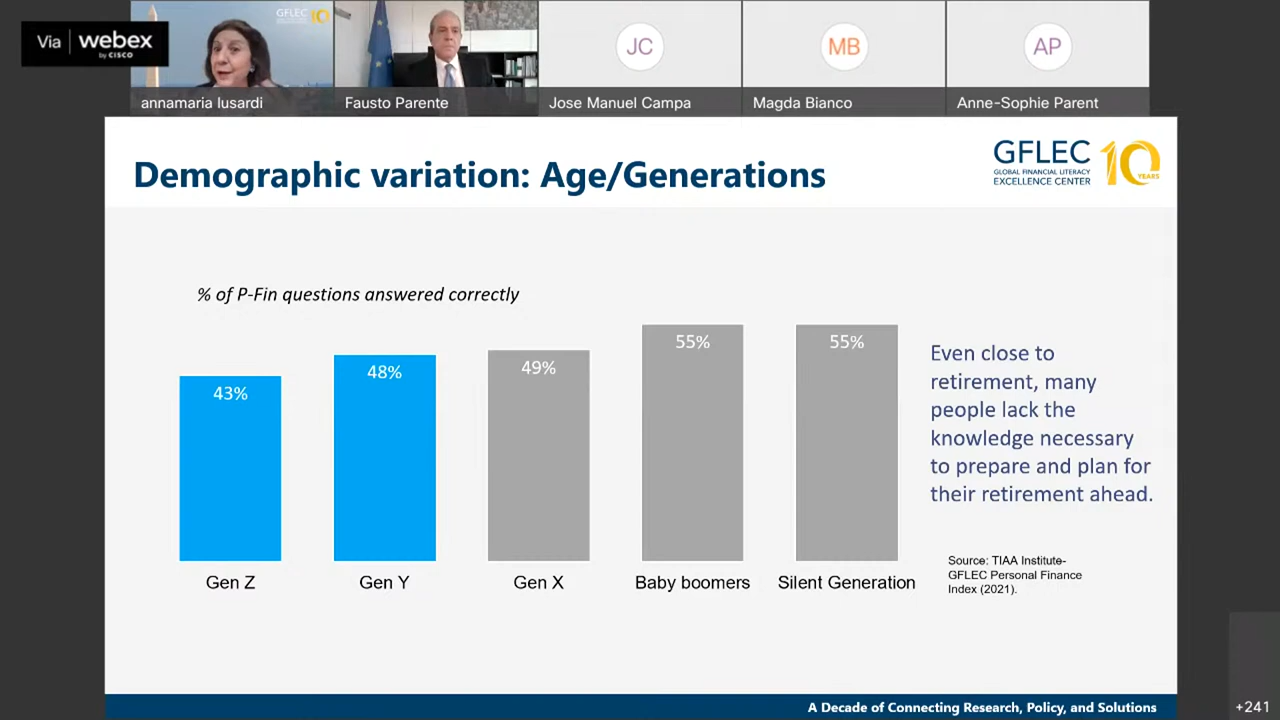 Via | webex
by CISCO
GFLEC 10
annamaria lusardi
Fausto Parente
JC
Jose Manuel Campa
MB
Magda Bianco
AP
Anne-Sophie Parent
Demographic variation: Age/Generations
GFLEC 10
GLOBAL FINANCIAL LITERACY
EXCELLENCE CENTER
YEARS
% of P-Fin questions answered correctly
43%
48%
49%
55%
55%
Gen Z
Gen Y
Gen X
Baby boomers
Silent Generation
Even close to
retirement, many
people lack the
knowledge necessary
to prepare and plan for
their retirement ahead.
Source: TIAA Institute-
GFLEC Personal Finance
Index (2021).
A Decade of Connecting Research, Policy, and Solutions
+241